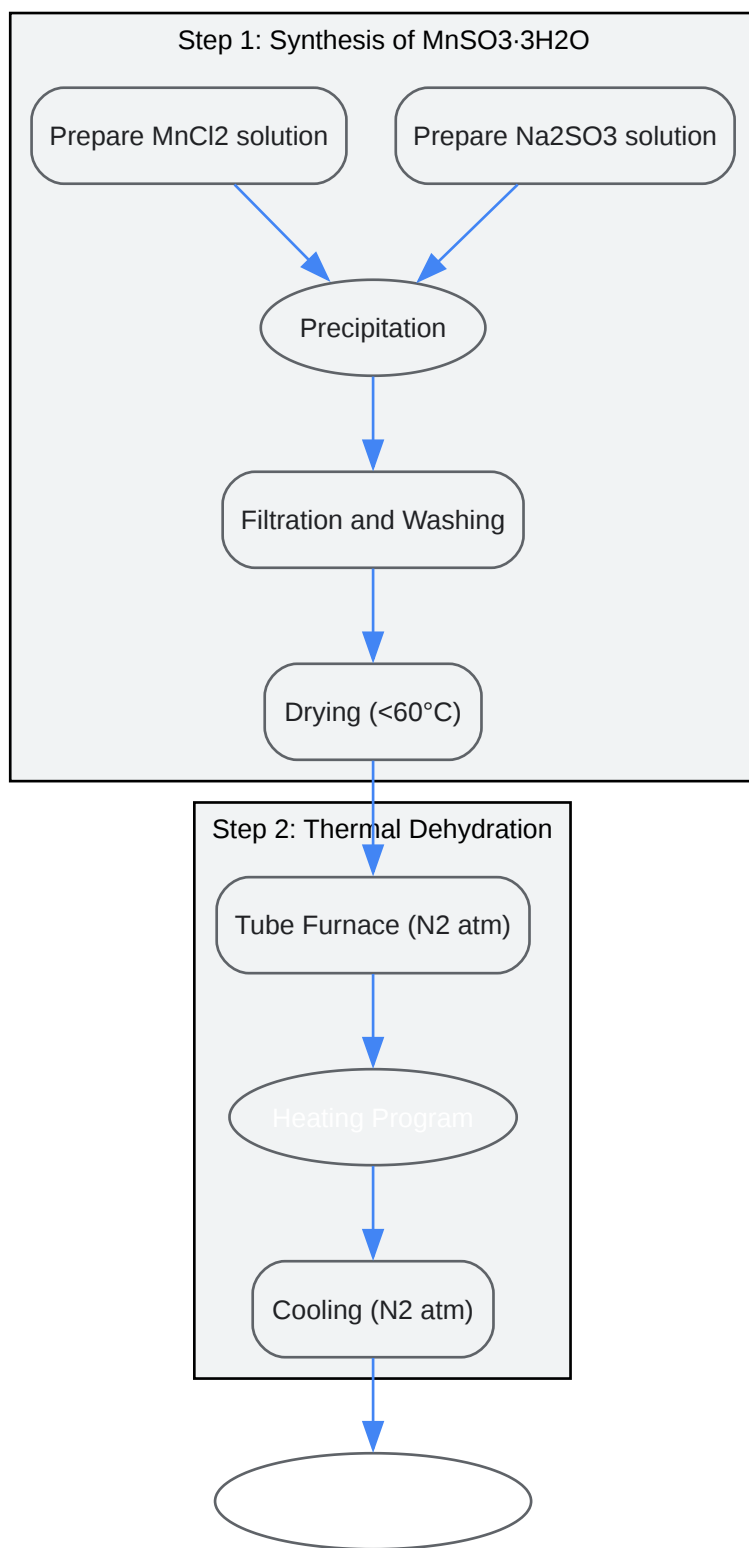 Step 1: Synthesis of MnSO3·3H2O
Prepare MnCl2 solution
Prepare Na2SO3 solution
Precipitation
Filtration and Washing
Drying (<60°C)
Step 2: Thermal Dehydration
Tube Furnace (N2 atm)
Heating Program
Cooling (N2 atm)